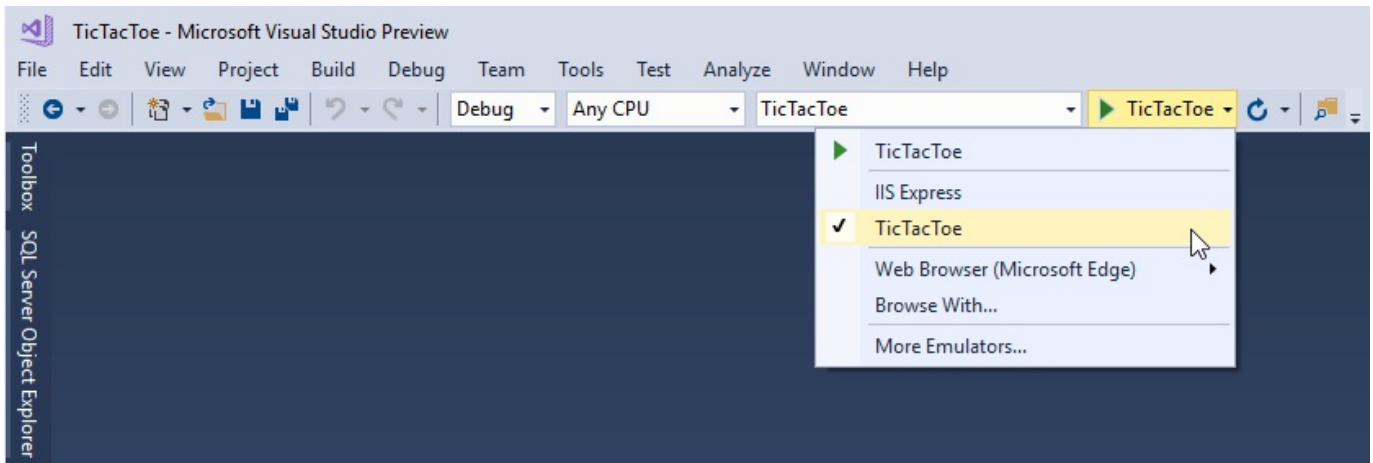 TicTacToe - Microsoft Visual Studio Preview
File Edit View Project Build Debug Team Tools Test Analyze Window Help
Debug Any CPU TicTacToe TicTacToe
TicTacToe
IIS Express
TicTacToe
Web Browser (Microsoft Edge)
Browse With...
More Emulators...
Toolbox
SQL Server Object Explorer